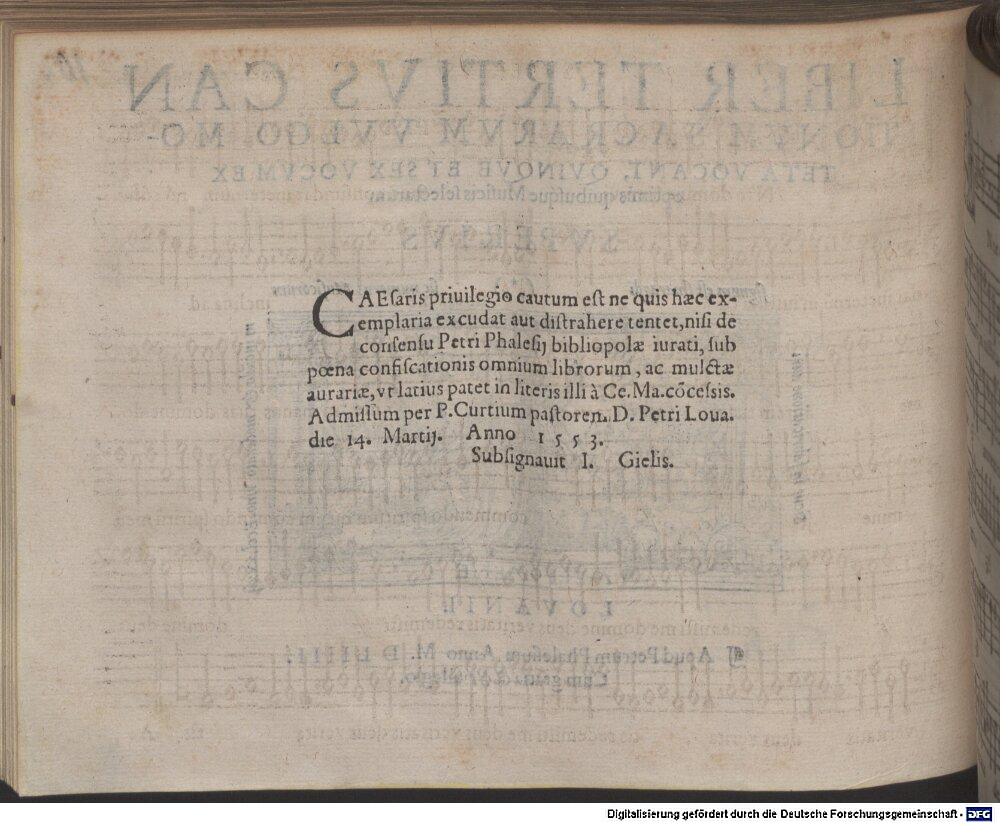 CAEsaris priuilegio cautum est ne quis hæc ex-
emplaria excudat aut distrahere tentet, nisi de
consensu Petri Phalesij bibliopolæ iurati, sub
pœna confiscationis omnium librorum, ac mulctæ
aurariæ, vt latius patet in literis illi à Ce. Ma. cōcessis.
Admissum per P. Curtium pastorem D. Petri Loua.
die 14. Martij. Anno 1553.
Subsignauit I. Gielis.
Digitalisierung gefördert durch die Deutsche Forschungsgemeinschaft - DFG